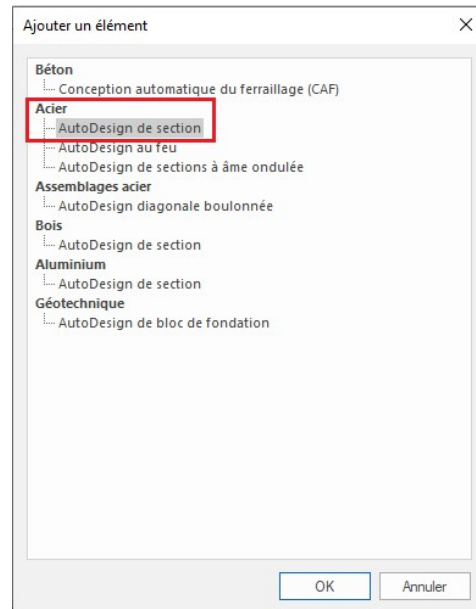 Ajouter un élément
Béton
Conception automatique du ferraillage (CAF)
Acier
AutoDesign de section
AutoDesign au feu
AutoDesign de sections à âme ondulée
Assemblages acier
AutoDesign diagonale boulonnée
Bois
AutoDesign de section
Aluminium
AutoDesign de section
Géotechnique
AutoDesign de bloc de fondation
OK
Annuler